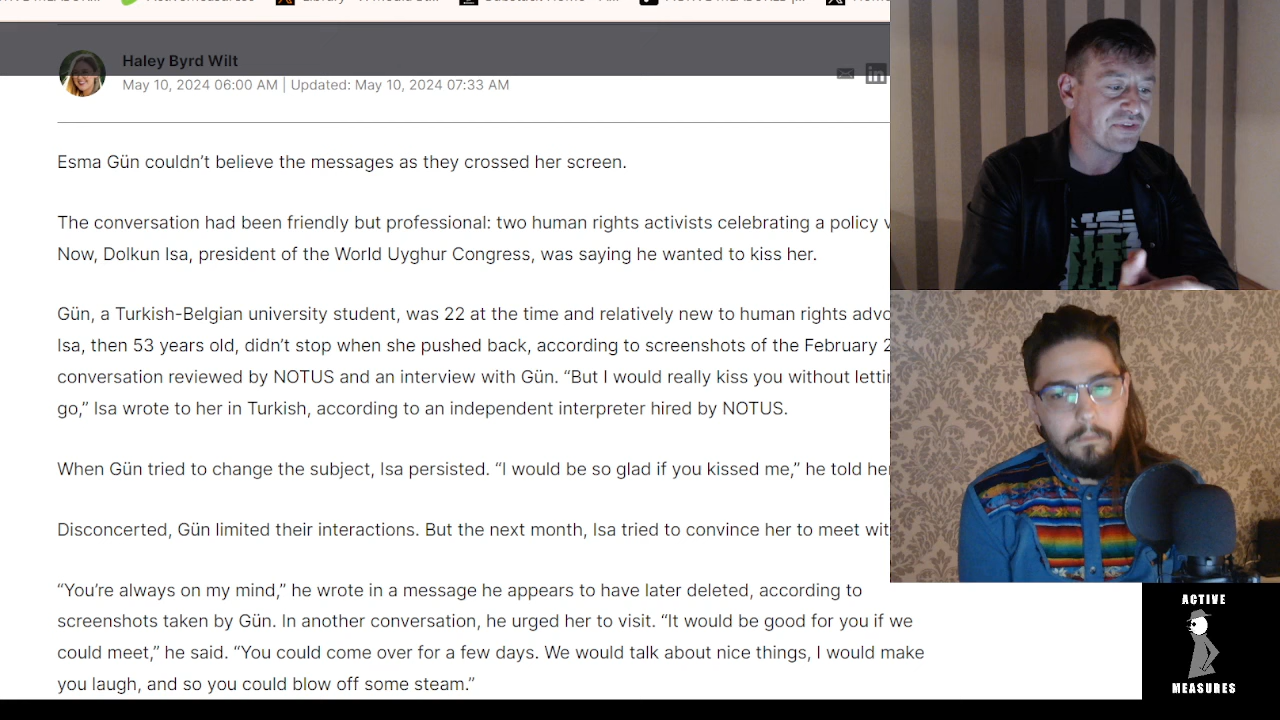 Haley Byrd Wilt
May 10, 2024 06:00 AM | Updated: May 10, 2024 07:33 AM
in
Esma Gün couldn’t believe the messages as they crossed her screen.
The conversation had been friendly but professional: two human rights activists celebrating a policy
Now, Dolkun Isa, president of the World Uyghur Congress, was saying he wanted to kiss her.
Gün, a Turkish-Belgian university student, was 22 at the time and relatively new to human rights
Isa, then 53 years old, didn’t stop when she pushed back, according to screenshots of the February
conversation reviewed by NOTUS and an interview with Gün. “But I would really kiss you without
go,” Isa wrote to her in Turkish, according to an independent interpreter hired by NOTUS.
When Gün tried to change the subject, Isa persisted. “I would be so glad if you kissed me,” he told
Disconcerted, Gün limited their interactions. But the next month, Isa tried to convince her to meet
“You’re always on my mind,” he wrote in a message he appears to have later deleted, according to
screenshots taken by Gün. In another conversation, he urged her to visit. “It would be good for you if we
could meet,” he said. “You could come over for a few days. We would talk about nice things, I would make
you laugh, and so you could blow off some steam.”
ACTIVE
MEASURES